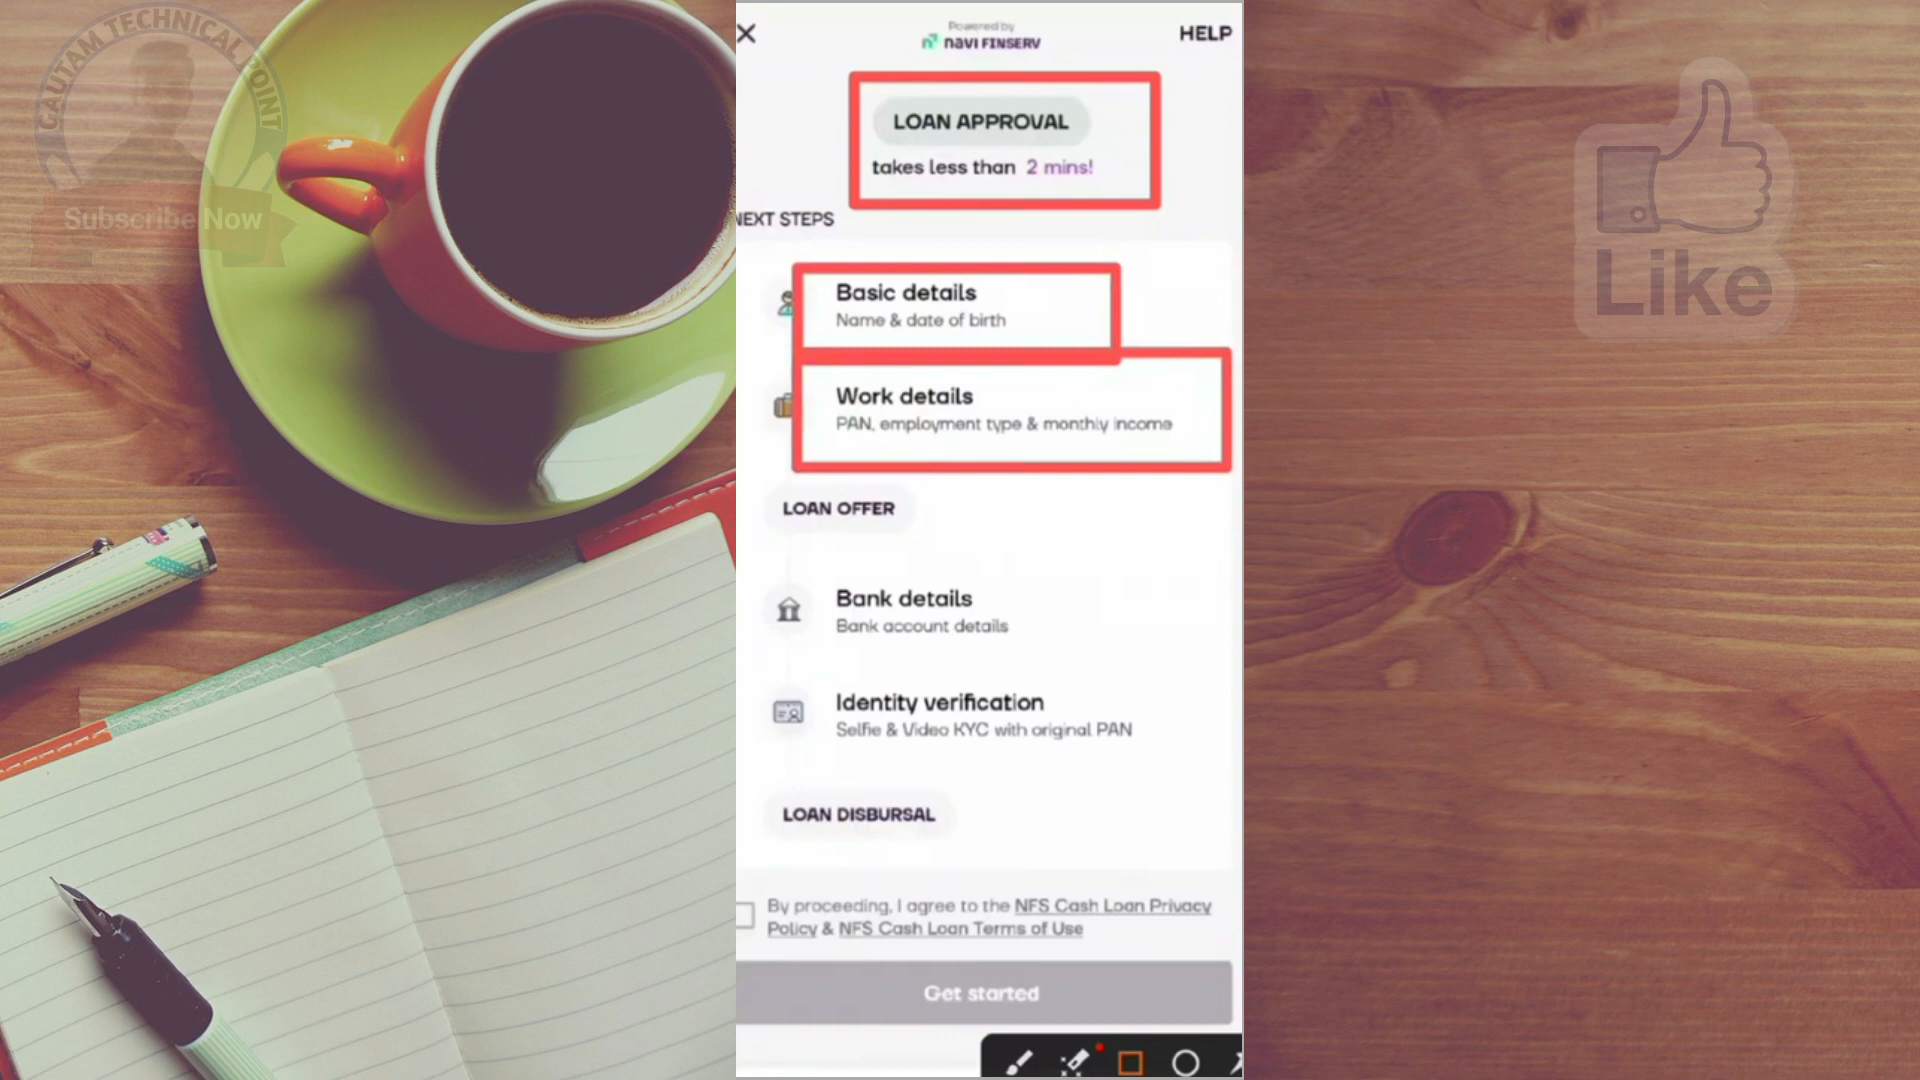 GAUTAM TECHNICAL POINT
Subscribe Now
Like
Powered by
navi FINSERV
HELP
LOAN APPROVAL
takes less than 2 mins!
NEXT STEPS
Basic details
Name & date of birth
Work details
PAN, employment type & monthly income
LOAN OFFER
Bank details
Bank account details
Identity verification
Selfie & Video KYC with original PAN
LOAN DISBURSAL
By proceeding, I agree to the NFS Cash Loan Privacy
Policy & NFS Cash Loan Terms of Use
Get started